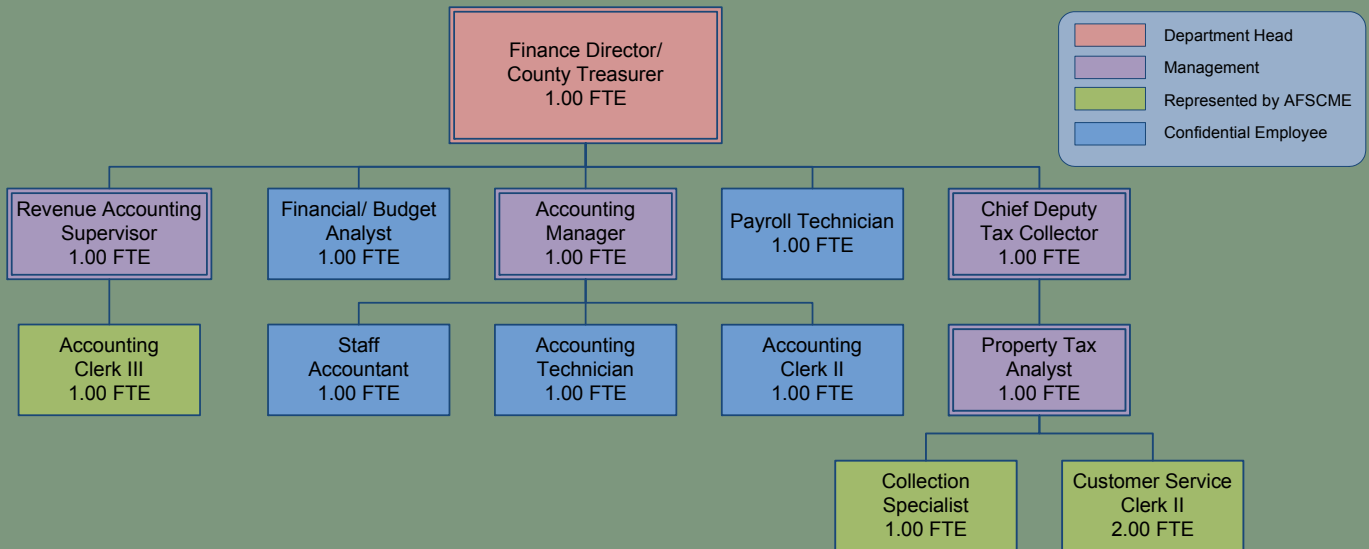 Finance Director/
County Treasurer
1.00 FTE
Department Head
Management
Represented by AFSCME
Confidential Employee
Revenue Accounting
Supervisor
1.00 FTE
Financial/ Budget
Analyst
1.00 FTE
Accounting
Manager
1.00 FTE
Payroll Technician
1.00 FTE
Chief Deputy
Tax Collector
1.00 FTE
Accounting
Clerk III
1.00 FTE
Staff
Accountant
1.00 FTE
Accounting
Technician
1.00 FTE
Accounting
Clerk II
1.00 FTE
Property Tax
Analyst
1.00 FTE
Collection
Specialist
1.00 FTE
Customer Service
Clerk II
2.00 FTE